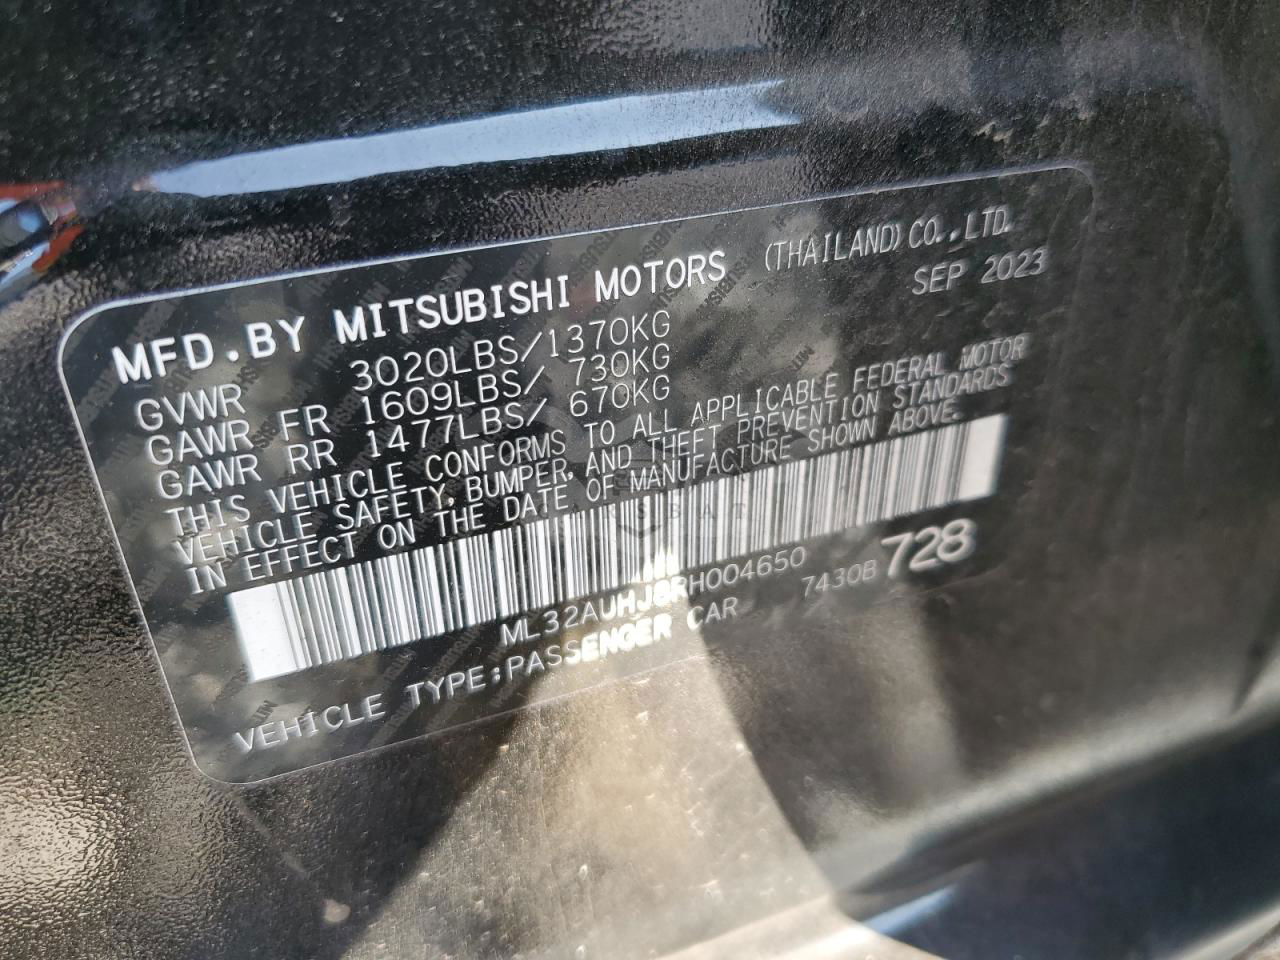 MFD.BY MITSUBISHI MOTORS (THAILAND) CO.,LTD.
SEP 2023
GVWR 3020LBS/1370KG
GAWR FR 1609LBS/ 730KG
GAWR RR 1477LBS/ 670KG
THIS VEHICLE CONFORMS TO ALL APPLICABLE FEDERAL MOTOR
VEHICLE SAFETY, BUMPER, AND THEFT PREVENTION STANDARDS
IN EFFECT ON THE DATE OF MANUFACTURE SHOWN ABOVE.
ML32AUHJ8RH004650
VEHICLE TYPE:PASSENGER CAR 7430B 728